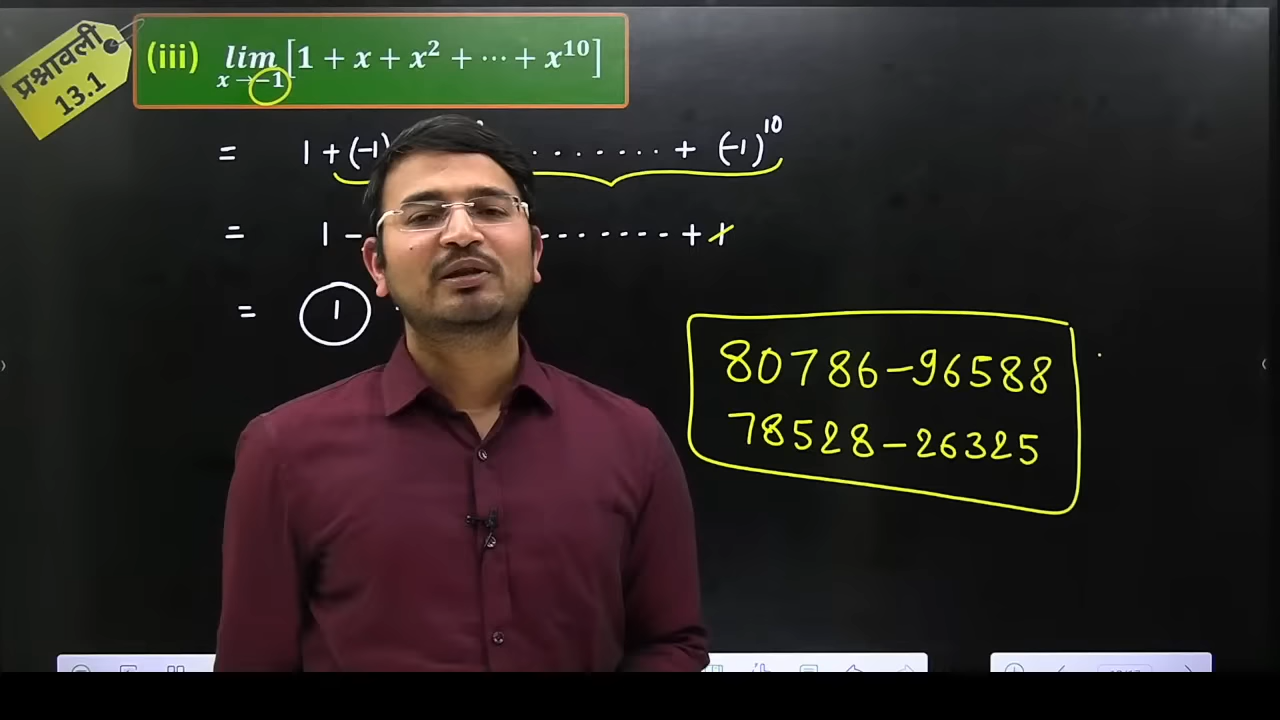 प्रश्नावली
13.1
(iii) lim x→−1 [1 + x + x² + ⋯ + x¹⁰]
= 1 + (-1) ........ + (-1)¹⁰
= 1 - ........ + 1
= 1
80786-96588
78528-26325